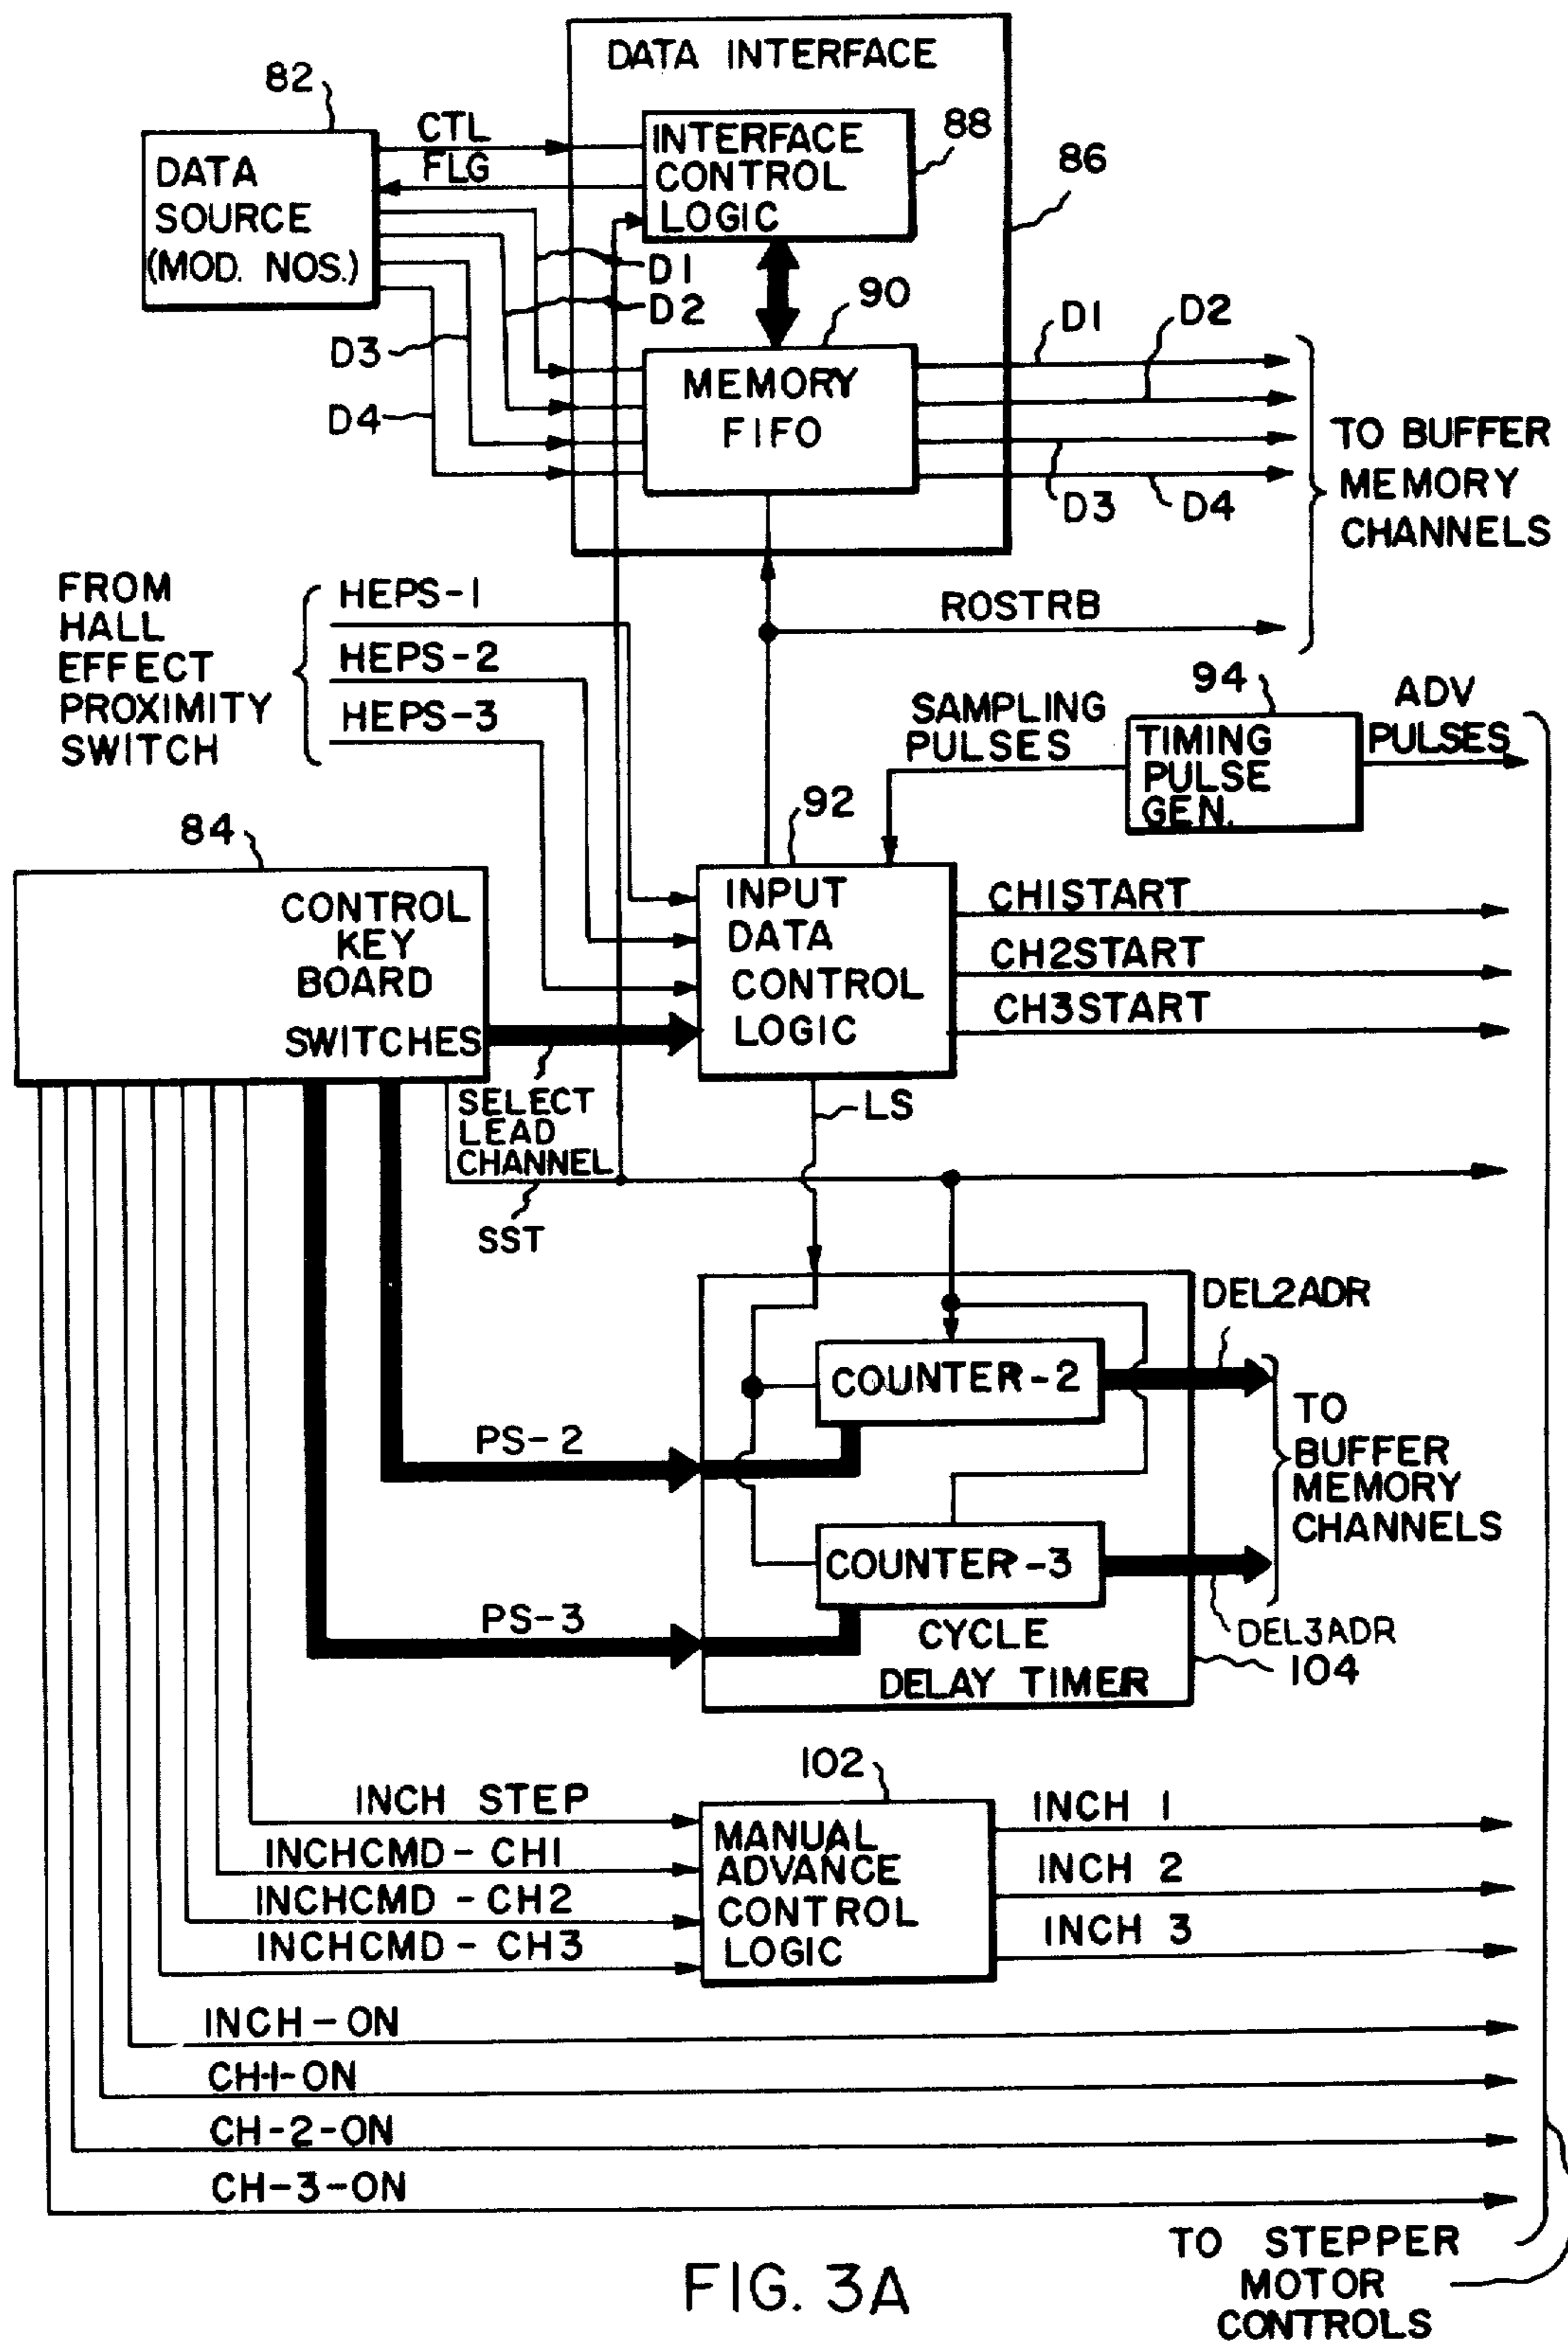 DATA INTERFACE
82
CTL
FLG
DATA
SOURCE
(MOD. NOS.)
INTERFACE
CONTROL
LOGIC
88
86
D1
D2
D3
D4
90
MEMORY
FIFO
D1
D2
D3
D4
TO BUFFER
MEMORY
CHANNELS
FROM
HALL
EFFECT
PROXIMITY
SWITCH
HEPS-1
HEPS-2
HEPS-3
ROSTRB
94
SAMPLING
PULSES
TIMING
PULSE
GEN.
ADV
PULSES
84
92
CONTROL
KEY
BOARD
SWITCHES
INPUT
DATA
CONTROL
LOGIC
CH1START
CH2START
CH3START
SELECT
LEAD
CHANNEL
LS
SST
DEL2ADR
COUNTER-2
PS-2
TO
BUFFER
MEMORY
CHANNELS
COUNTER-3
PS-3
CYCLE
DELAY TIMER
DEL3ADR
104
102
INCH STEP
INCHCMD-CH1
INCHCMD-CH2
INCHCMD-CH3
MANUAL
ADVANCE
CONTROL
LOGIC
INCH 1
INCH 2
INCH 3
INCH-ON
CH-1-ON
CH-2-ON
CH-3-ON
TO STEPPER
MOTOR
CONTROLS
FIG. 3A